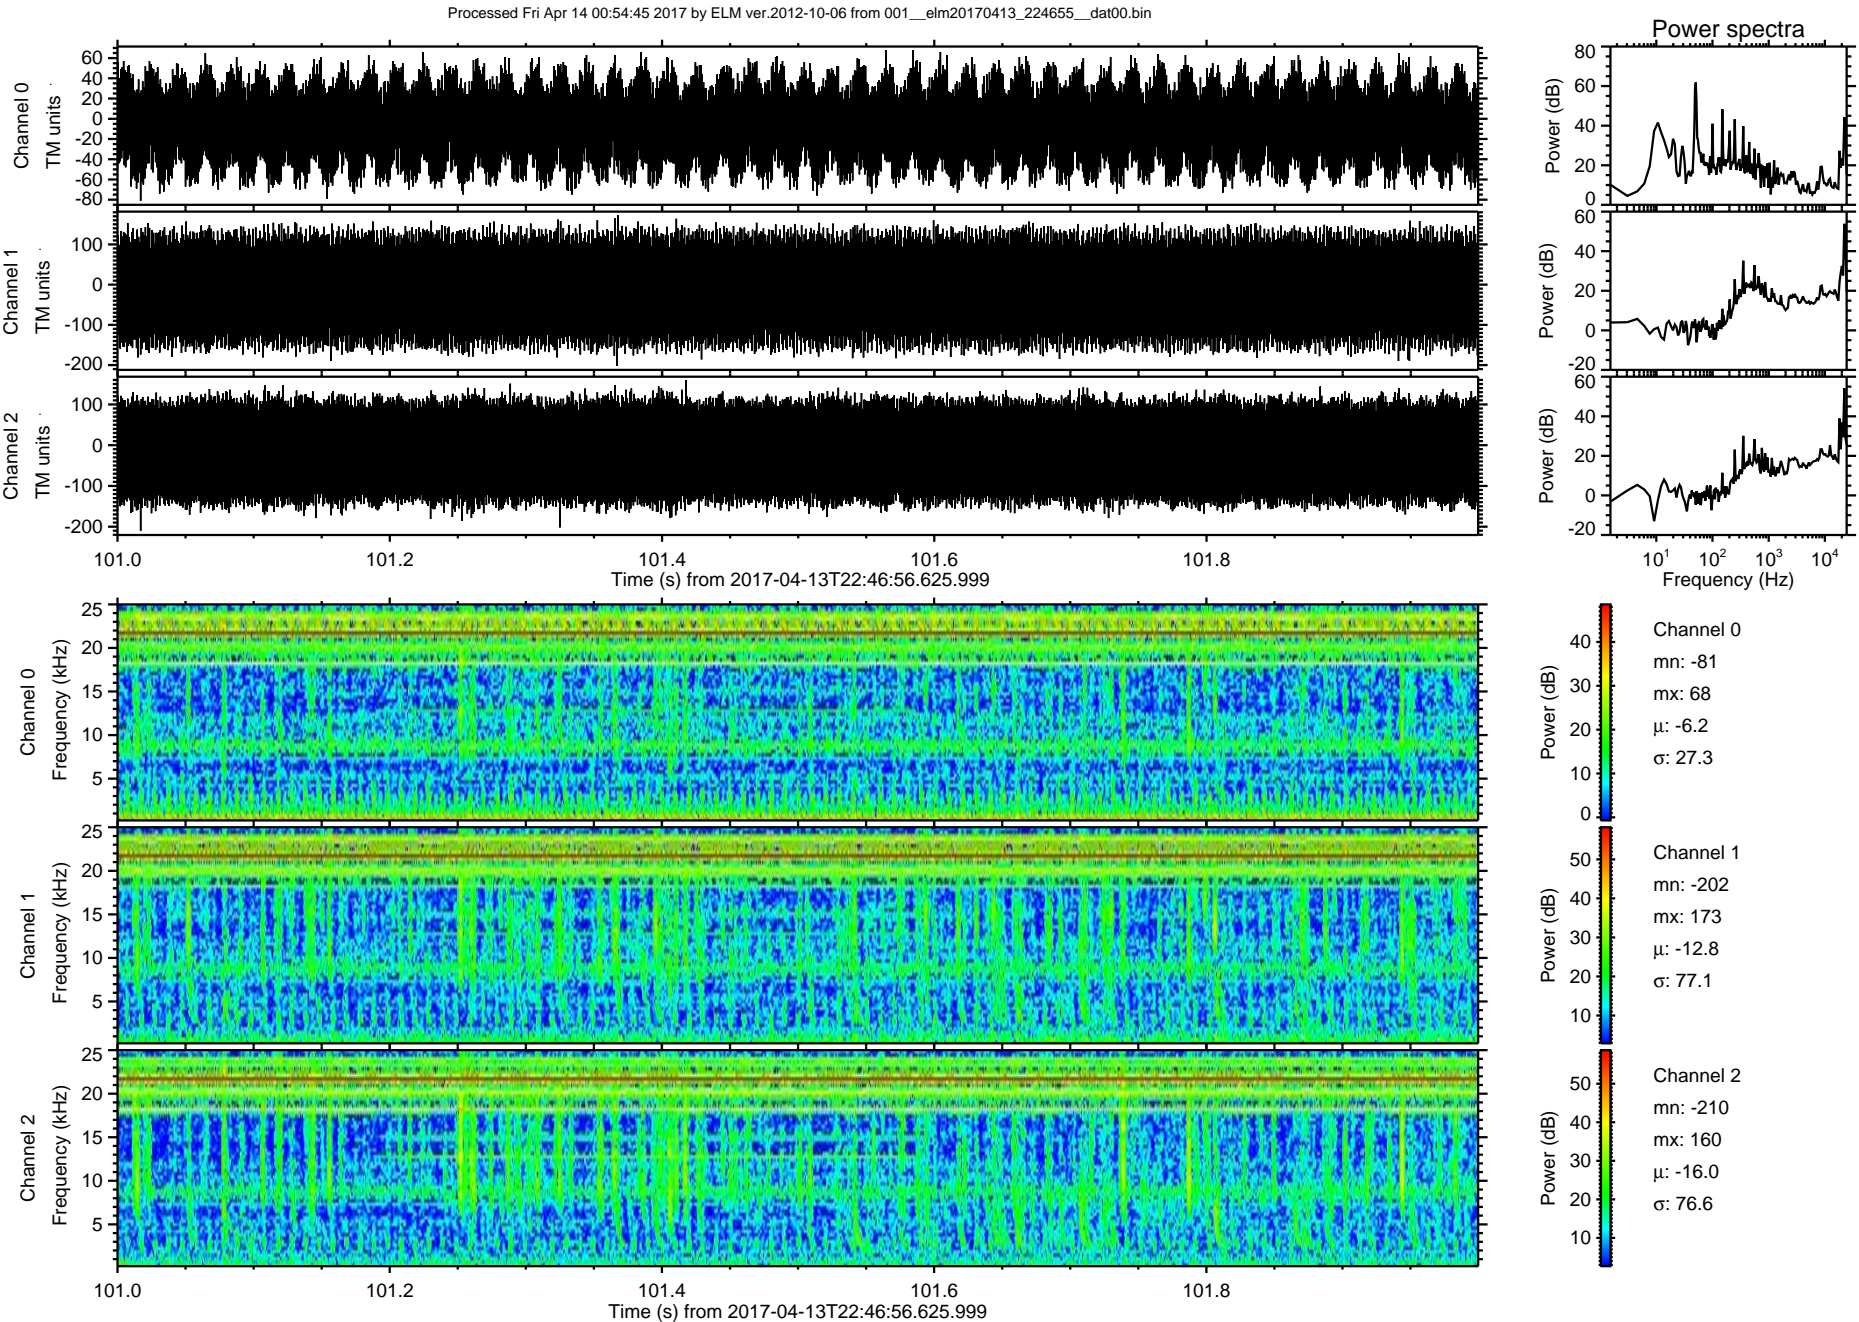 Processed Fri Apr 14 00:54:45 2017 by ELM ver.2012-10-06 from 001__elm20170413_224655__dat00.bin
Power spectra
Channel 0
TM units
60
40
20
0
-20
-40
-60
-80
Power (dB)
80
60
40
20
0
Channel 1
TM units
100
0
-100
-200
Power (dB)
60
40
20
0
-20
Channel 2
TM units
100
0
-100
-200
Power (dB)
60
40
20
0
-20
101.0 101.2 101.4 101.6 101.8
Time (s) from 2017-04-13T22:46:56.625.999
10^1 10^2 10^3 10^4
Frequency (Hz)
Channel 0
Frequency (kHz)
25
20
15
10
5
Power (dB)
40
30
20
10
0
Channel 0
mn: -81
mx: 68
μ: -6.2
σ: 27.3
Channel 1
Frequency (kHz)
25
20
15
10
5
Power (dB)
50
40
30
20
10
Channel 1
mn: -202
mx: 173
μ: -12.8
σ: 77.1
Channel 2
Frequency (kHz)
25
20
15
10
5
Power (dB)
50
40
30
20
10
Channel 2
mn: -210
mx: 160
μ: -16.0
σ: 76.6
101.0 101.2 101.4 101.6 101.8
Time (s) from 2017-04-13T22:46:56.625.999